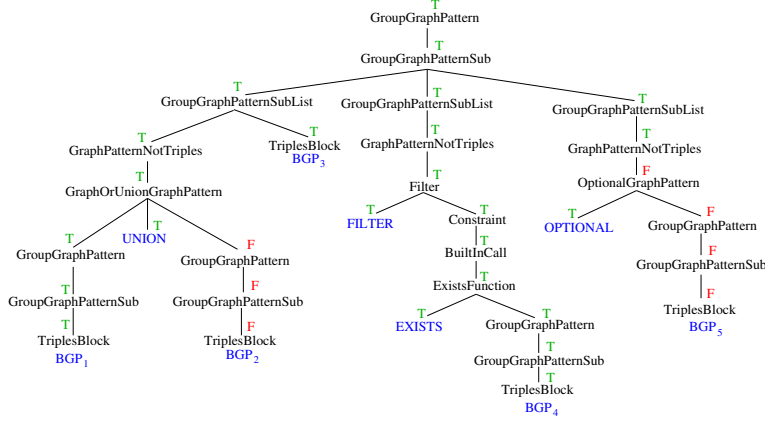 T
GroupGraphPattern
T
GroupGraphPatternSub
T
GroupGraphPatternSubList
T
GroupGraphPatternSubList
T
GroupGraphPatternSubList
T
GraphPatternNotTriples
T
TriplesBlock
BGP3
T
GraphPatternNotTriples
T
GraphPatternNotTriples
T
GraphOrUnionGraphPattern
T
Filter
F
OptionalGraphPattern
T
GroupGraphPattern
T
UNION
F
GroupGraphPattern
T
FILTER
T
Constraint
T
OPTIONAL
F
GroupGraphPattern
T
BuiltInCall
F
GroupGraphPatternSub
T
GroupGraphPatternSub
F
GroupGraphPatternSub
T
ExistsFunction
F
TriplesBlock
BGP5
T
TriplesBlock
BGP1
F
TriplesBlock
BGP2
T
EXISTS
T
GroupGraphPattern
T
GroupGraphPatternSub
T
TriplesBlock
BGP4